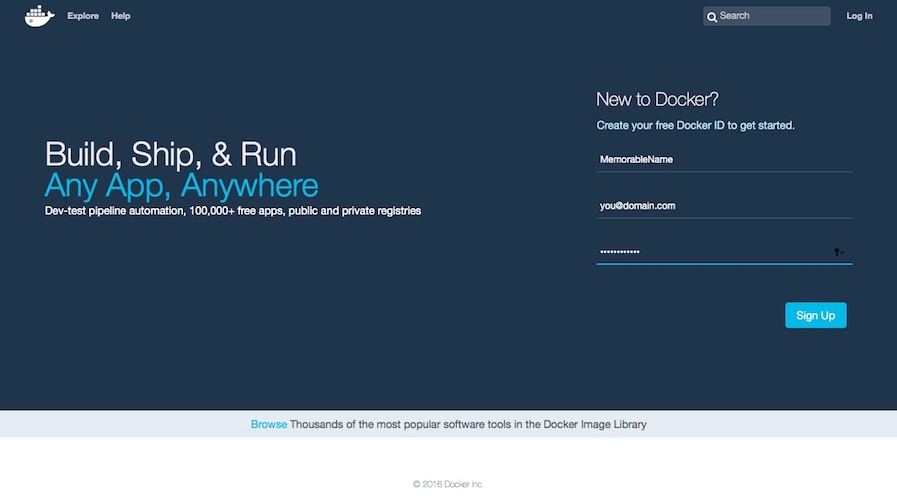 Explore Help Search Log In
New to Docker?
Create your free Docker ID to get started.
MemorableName
Build, Ship, & Run
Any App, Anywhere
you@domain.com
Dev-test pipeline automation, 100,000+ free apps, public and private registries
••••••••••••
Sign Up
Browse Thousands of the most popular software tools in the Docker Image Library
© 2016 Docker Inc.